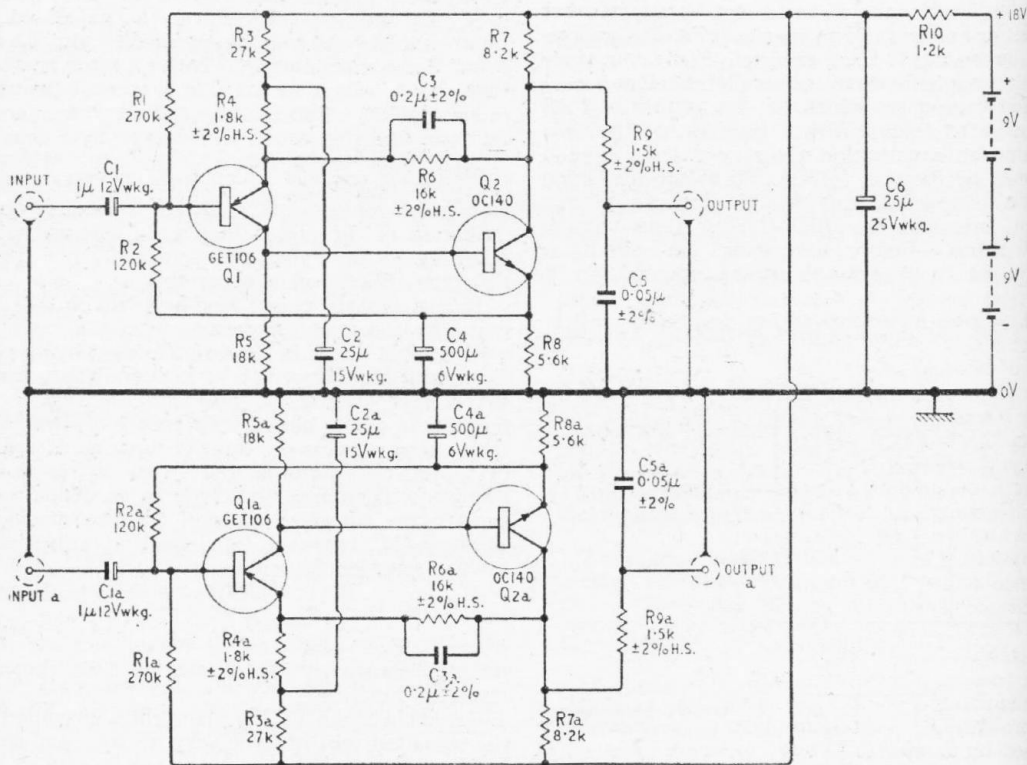 + 18V
R3
27k
R7
8·2k
R10
1·2k
C3
0·2μ±2%
R1
270k
R4
1·8k
±2%H.S.
R9
1·5k
±2%H.S.
+
9V
-
C1
1μ 12Vwkg.
INPUT
R6
16k
±2%H.S.
Q2
OC140
OUTPUT
C6
25μ
25Vwkg.
R2
120k
GET106
Q1
+
9V
-
C5
0·05μ
±2%
R5
18k
C2
25μ
15Vwkg.
C4
500μ
6Vwkg.
R8
5·6k
0V
R5a
18k
C2a
25μ
15Vwkg.
C4a
500μ
6Vwkg.
R8a
5·6k
C5a
0·05μ
±2%
R2a
120k
Q1a
GET106
INPUT a
C1a
1μ12Vwkg.
R6a
16k
±2%H.S.
OC140
Q2a
OUTPUT
a
R1a
270k
R4a
1·8k
±2%H.S.
C3a
0·2μ±2%
R9a
1·5k
±2%H.S.
R3a
27k
R7a
8·2k